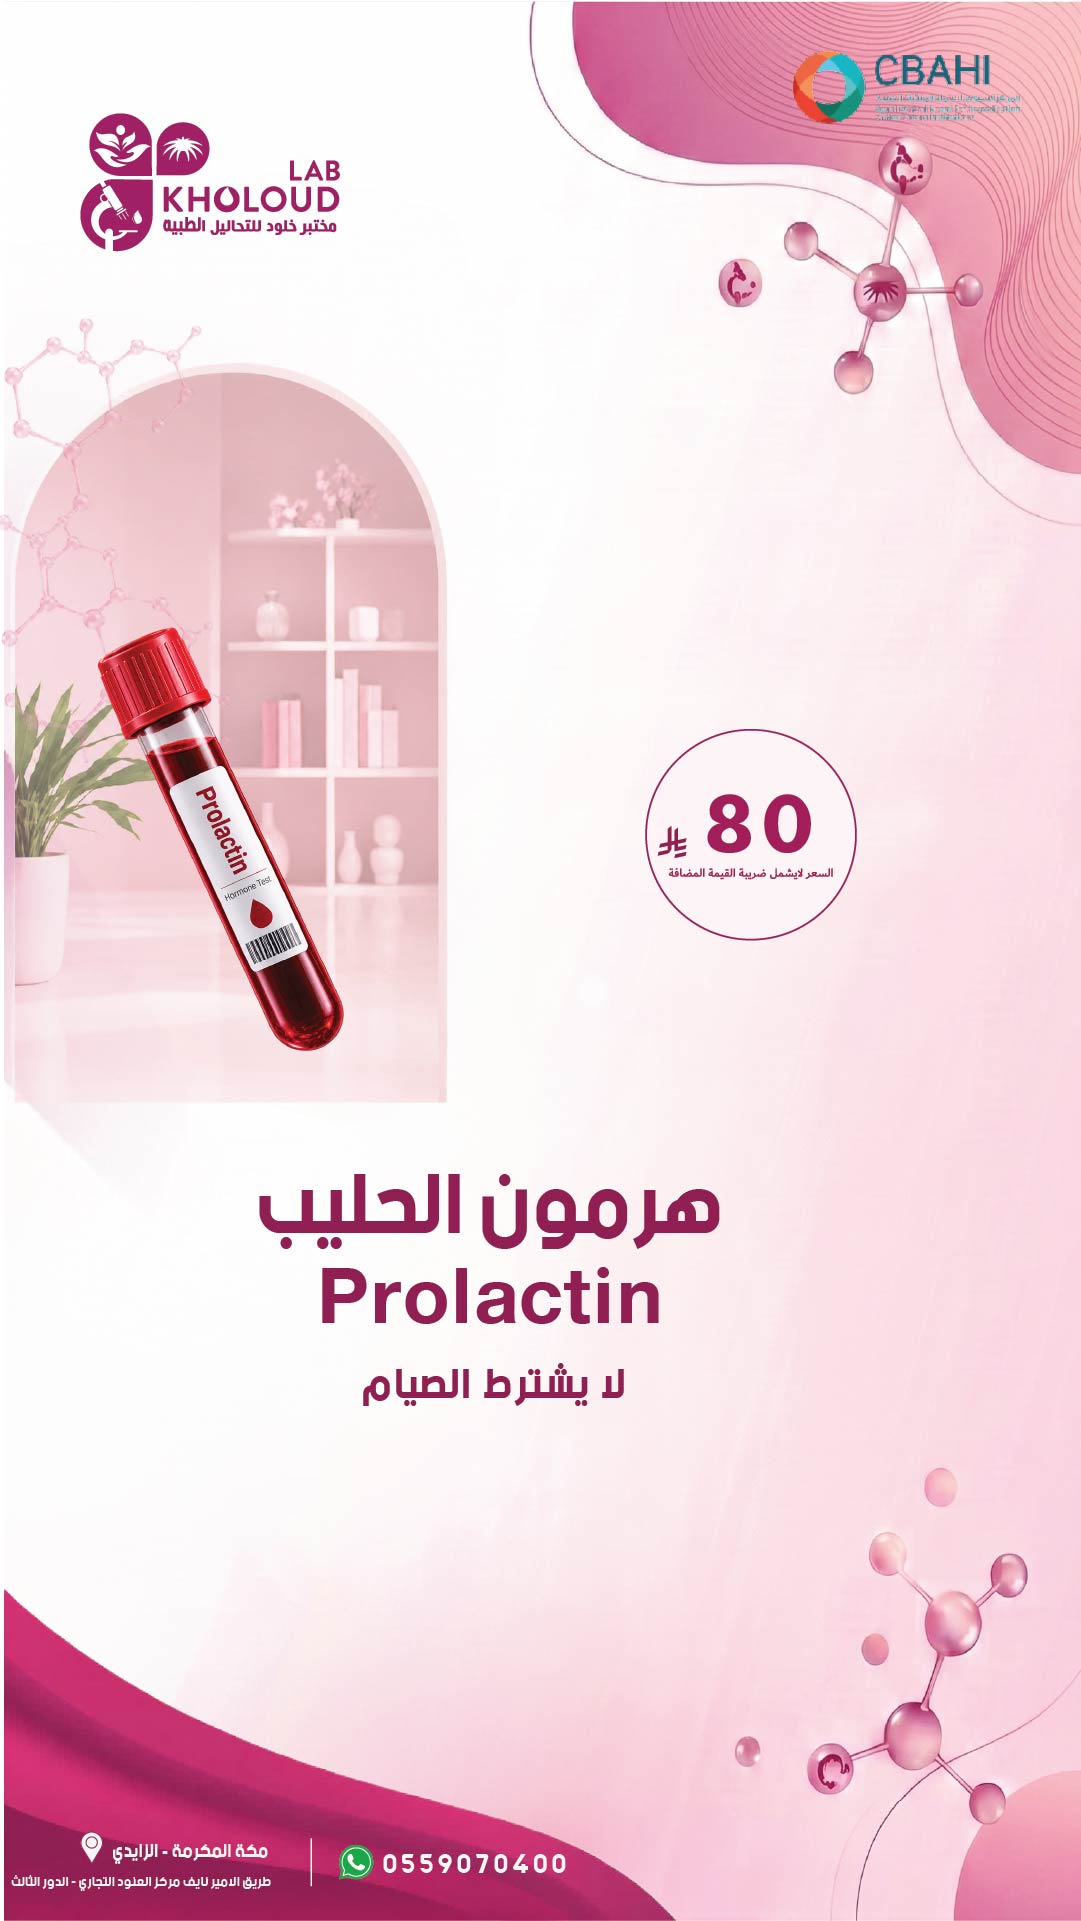 CBAHI
LAB
KHOLOUD
مختبر خلود للتحاليل الطبية
Prolactin
Hormone Test
80
السعر لايشمل ضريبة القيمة المضافة
هرمون الحليب
Prolactin
لا يشترط الصيام
مكة المكرمة - الزايدي
طريق الامير نايف مركز العنود التجاري - الدور الثالث
0559070400